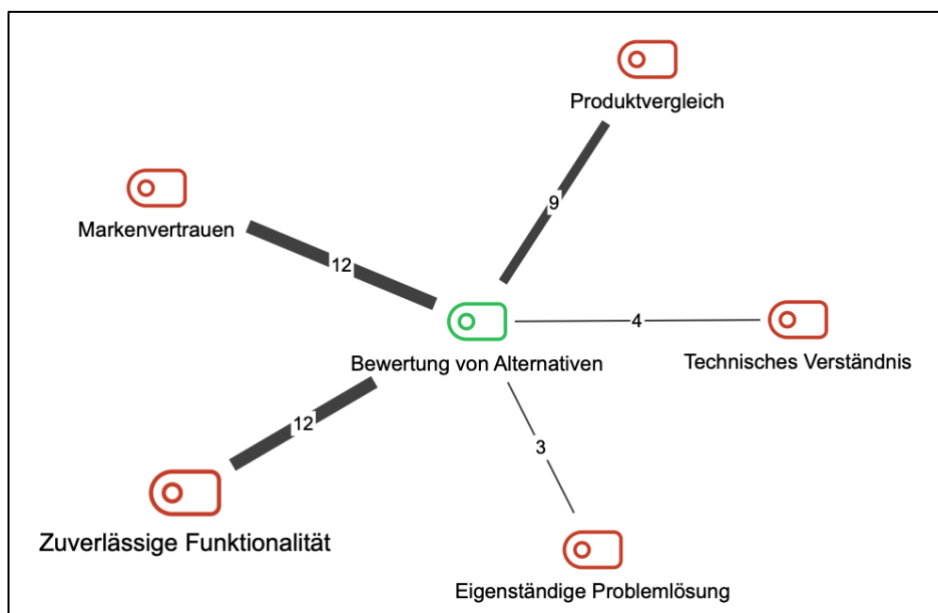 Produktvergleich
9
Markenvertrauen
12
Bewertung von Alternativen
4
Technisches Verständnis
12
3
Zuverlässige Funktionalität
Eigenständige Problemlösung